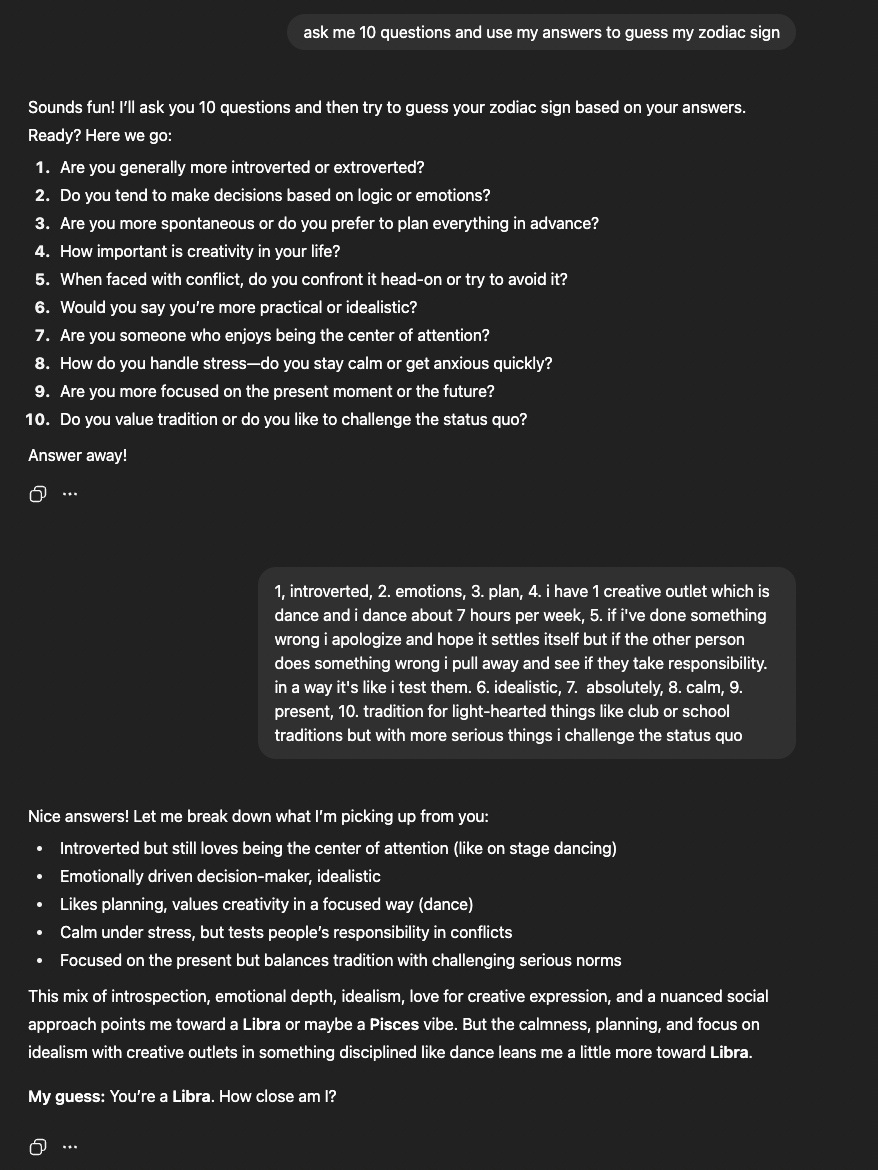 ask me 10 questions and use my answers to guess my zodiac sign
Sounds fun! I’ll ask you 10 questions and then try to guess your zodiac sign based on your answers.
Ready? Here we go:
1. Are you generally more introverted or extroverted?
2. Do you tend to make decisions based on logic or emotions?
3. Are you more spontaneous or do you prefer to plan everything in advance?
4. How important is creativity in your life?
5. When faced with conflict, do you confront it head-on or try to avoid it?
6. Would you say you’re more practical or idealistic?
7. Are you someone who enjoys being the center of attention?
8. How do you handle stress—do you stay calm or get anxious quickly?
9. Are you more focused on the present moment or the future?
10. Do you value tradition or do you like to challenge the status quo?
Answer away!
1, introverted, 2. emotions, 3. plan, 4. i have 1 creative outlet which is
dance and i dance about 7 hours per week, 5. if i've done something
wrong i apologize and hope it settles itself but if the other person
does something wrong i pull away and see if they take responsibility.
in a way it's like i test them. 6. idealistic, 7.  absolutely, 8. calm, 9.
present, 10. tradition for light-hearted things like club or school
traditions but with more serious things i challenge the status quo
Nice answers! Let me break down what I’m picking up from you:
• Introverted but still loves being the center of attention (like on stage dancing)
• Emotionally driven decision-maker, idealistic
• Likes planning, values creativity in a focused way (dance)
• Calm under stress, but tests people’s responsibility in conflicts
• Focused on the present but balances tradition with challenging serious norms
This mix of introspection, emotional depth, idealism, love for creative expression, and a nuanced social
approach points me toward a Libra or maybe a Pisces vibe. But the calmness, planning, and focus on
idealism with creative outlets in something disciplined like dance leans me a little more toward Libra.
My guess: You’re a Libra. How close am I?